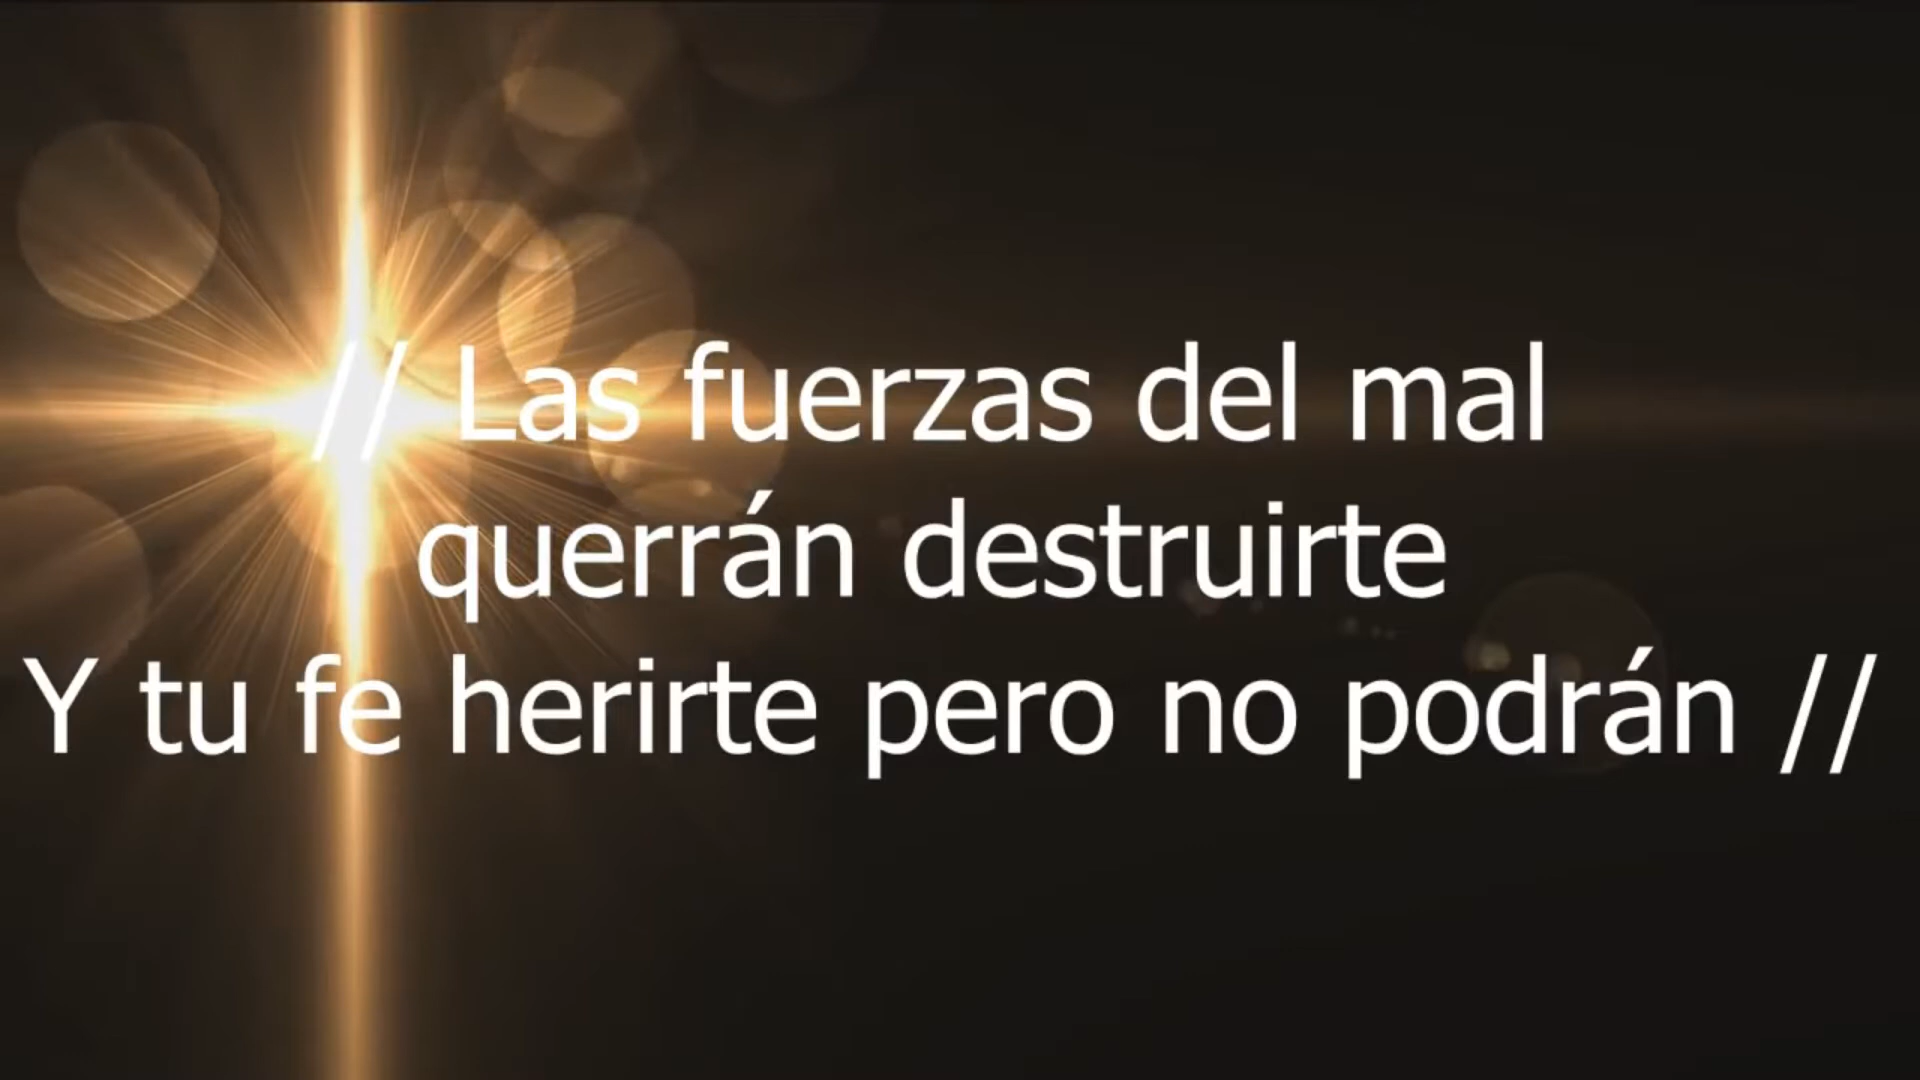 // Las fuerzas del mal
querrán destruirte
Y tu fe herirte pero no podrán //